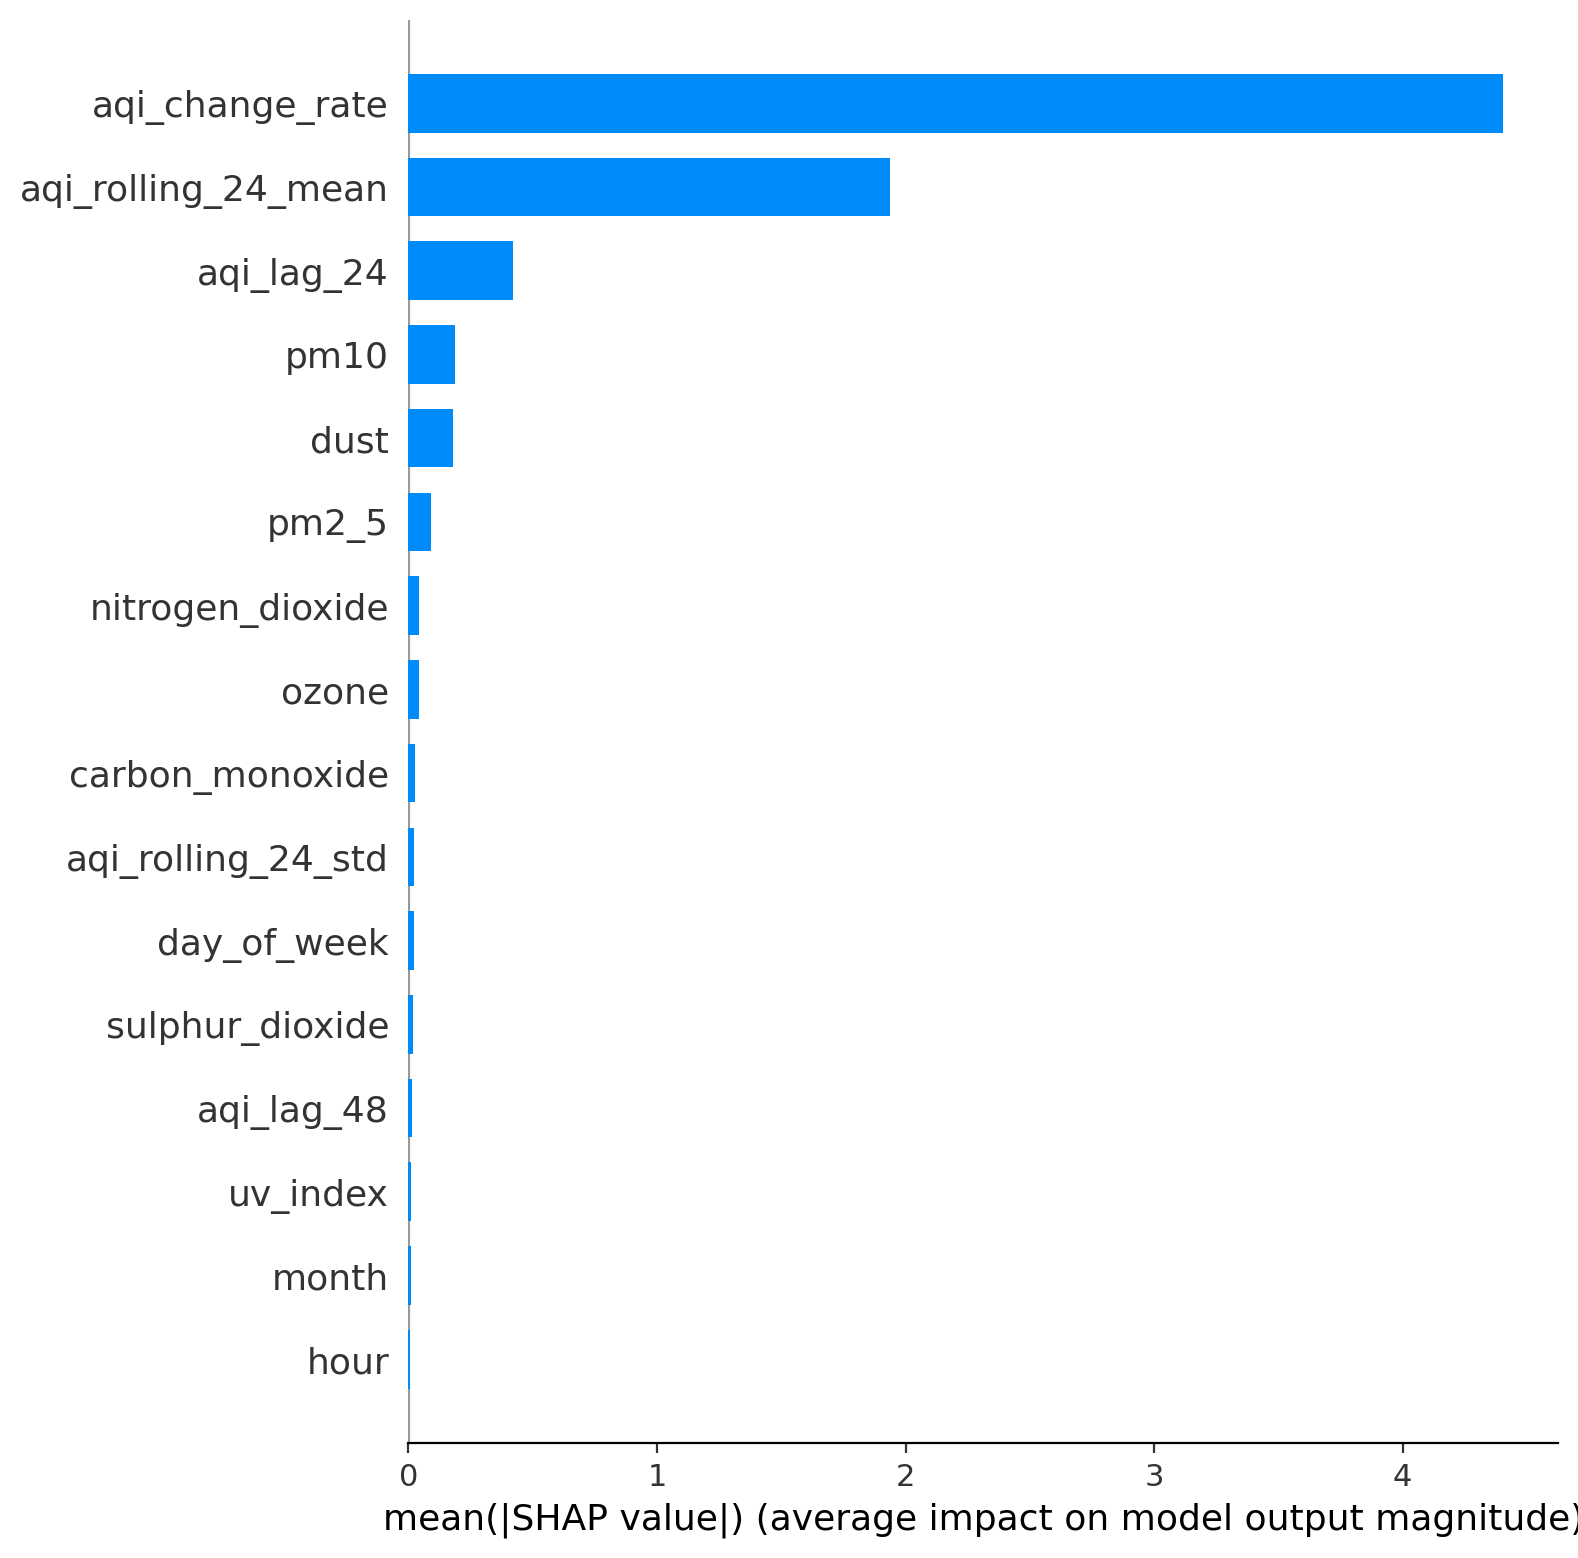 aqi_change_rate
aqi_rolling_24_mean
aqi_lag_24
pm10
dust
pm2_5
nitrogen_dioxide
ozone
carbon_monoxide
aqi_rolling_24_std
day_of_week
sulphur_dioxide
aqi_lag_48
uv_index
month
hour
0 1 2 3 4
mean(|SHAP value|) (average impact on model output magnitude)